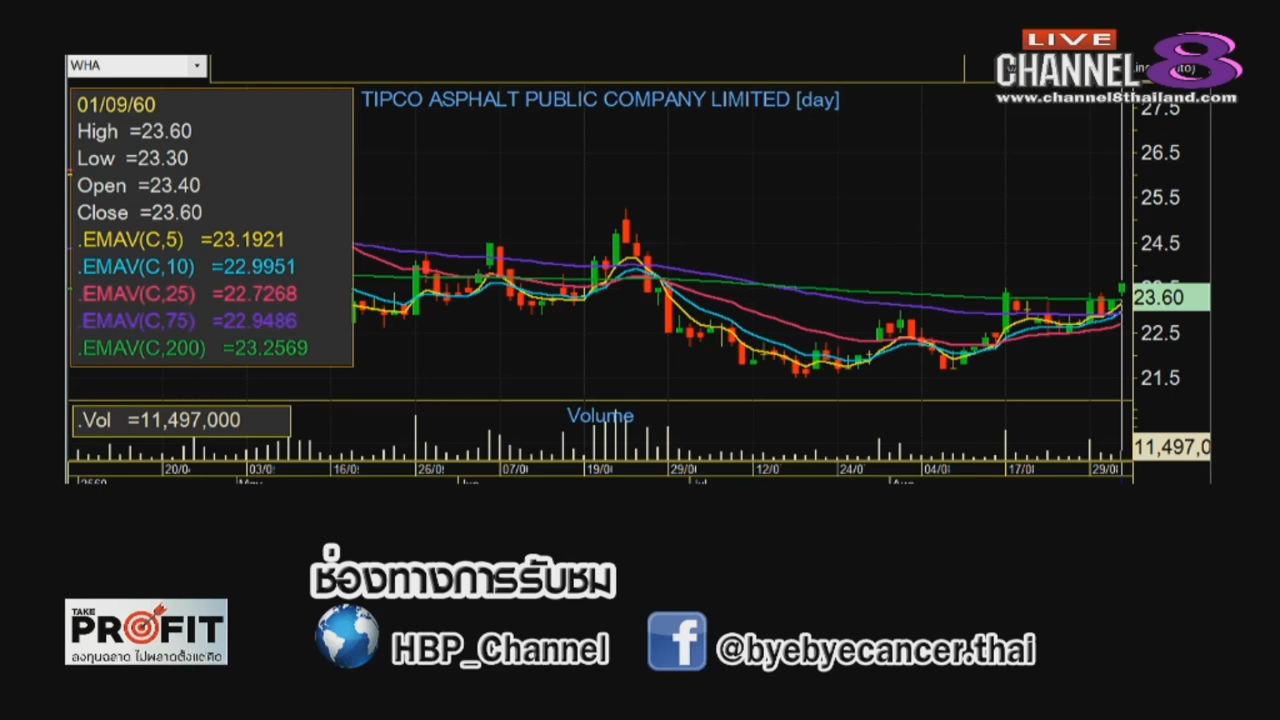 LIVE
CHANNEL 8
www.channel8thailand.com
WHA
TIPCO ASPHALT PUBLIC COMPANY LIMITED [day]
01/09/60
High =23.60
Low =23.30
Open =23.40
Close =23.60
.EMAV(C,5) =23.1921
.EMAV(C,10) =22.9951
.EMAV(C,25) =22.7268
.EMAV(C,75) =22.9486
.EMAV(C,200) =23.2569
27.5
26.5
25.5
24.5
23.60
22.5
21.5
.Vol =11,497,000
Volume
11,497,0
20/0 03/0 16/0 26/0 07/0 19/0 29/0 12/0 24/0 04/0 17/0 29/0
ช่องทางการรับชม
TAKE
PROFIT
ลงทุนฉลาด ไม่พลาดตั้งแต่คิด
HBP_Channel
f @byebyecancer.thai